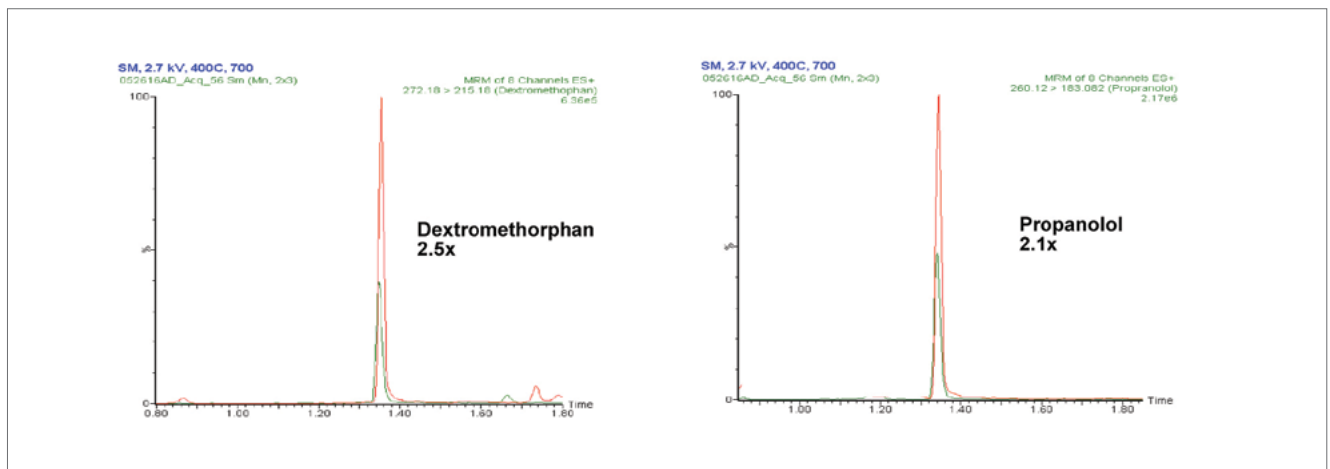 SM, 2.7 kV, 400C, 700
052616AD_Acq_56 Sm (Mn, 2x3)
MRM of 8 Channels ES+
272.18 > 215.18 (Dextromethophan)
6.36e5
100
%
0
Dextromethorphan
2.5x
0.80 1.00 1.20 1.40 1.60 1.80 Time
SM, 2.7 kV, 400C, 700
052616AD_Acq_56 Sm (Mn, 2x3)
MRM of 8 Channels ES+
260.12 > 183.082 (Propranolol)
2.17e6
100
%
0
Propanolol
2.1x
1.00 1.20 1.40 1.60 1.80 Time